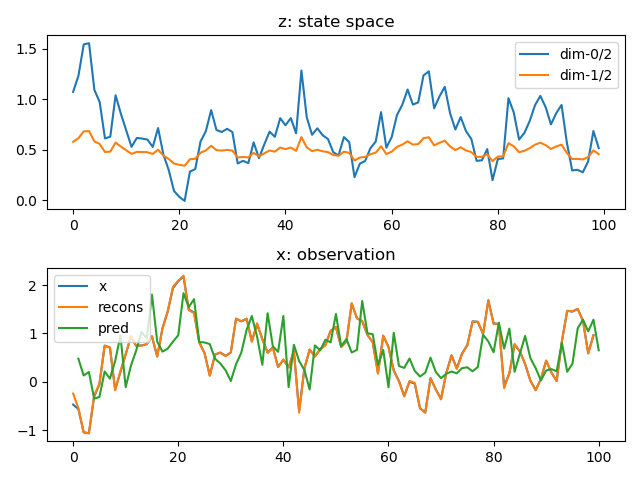 z: state space
1.5
1.0
0.5
0.0
dim-0/2
dim-1/2
0 20 40 60 80 100
x: observation
2
1
0
−1
x
recons
pred
0 20 40 60 80 100